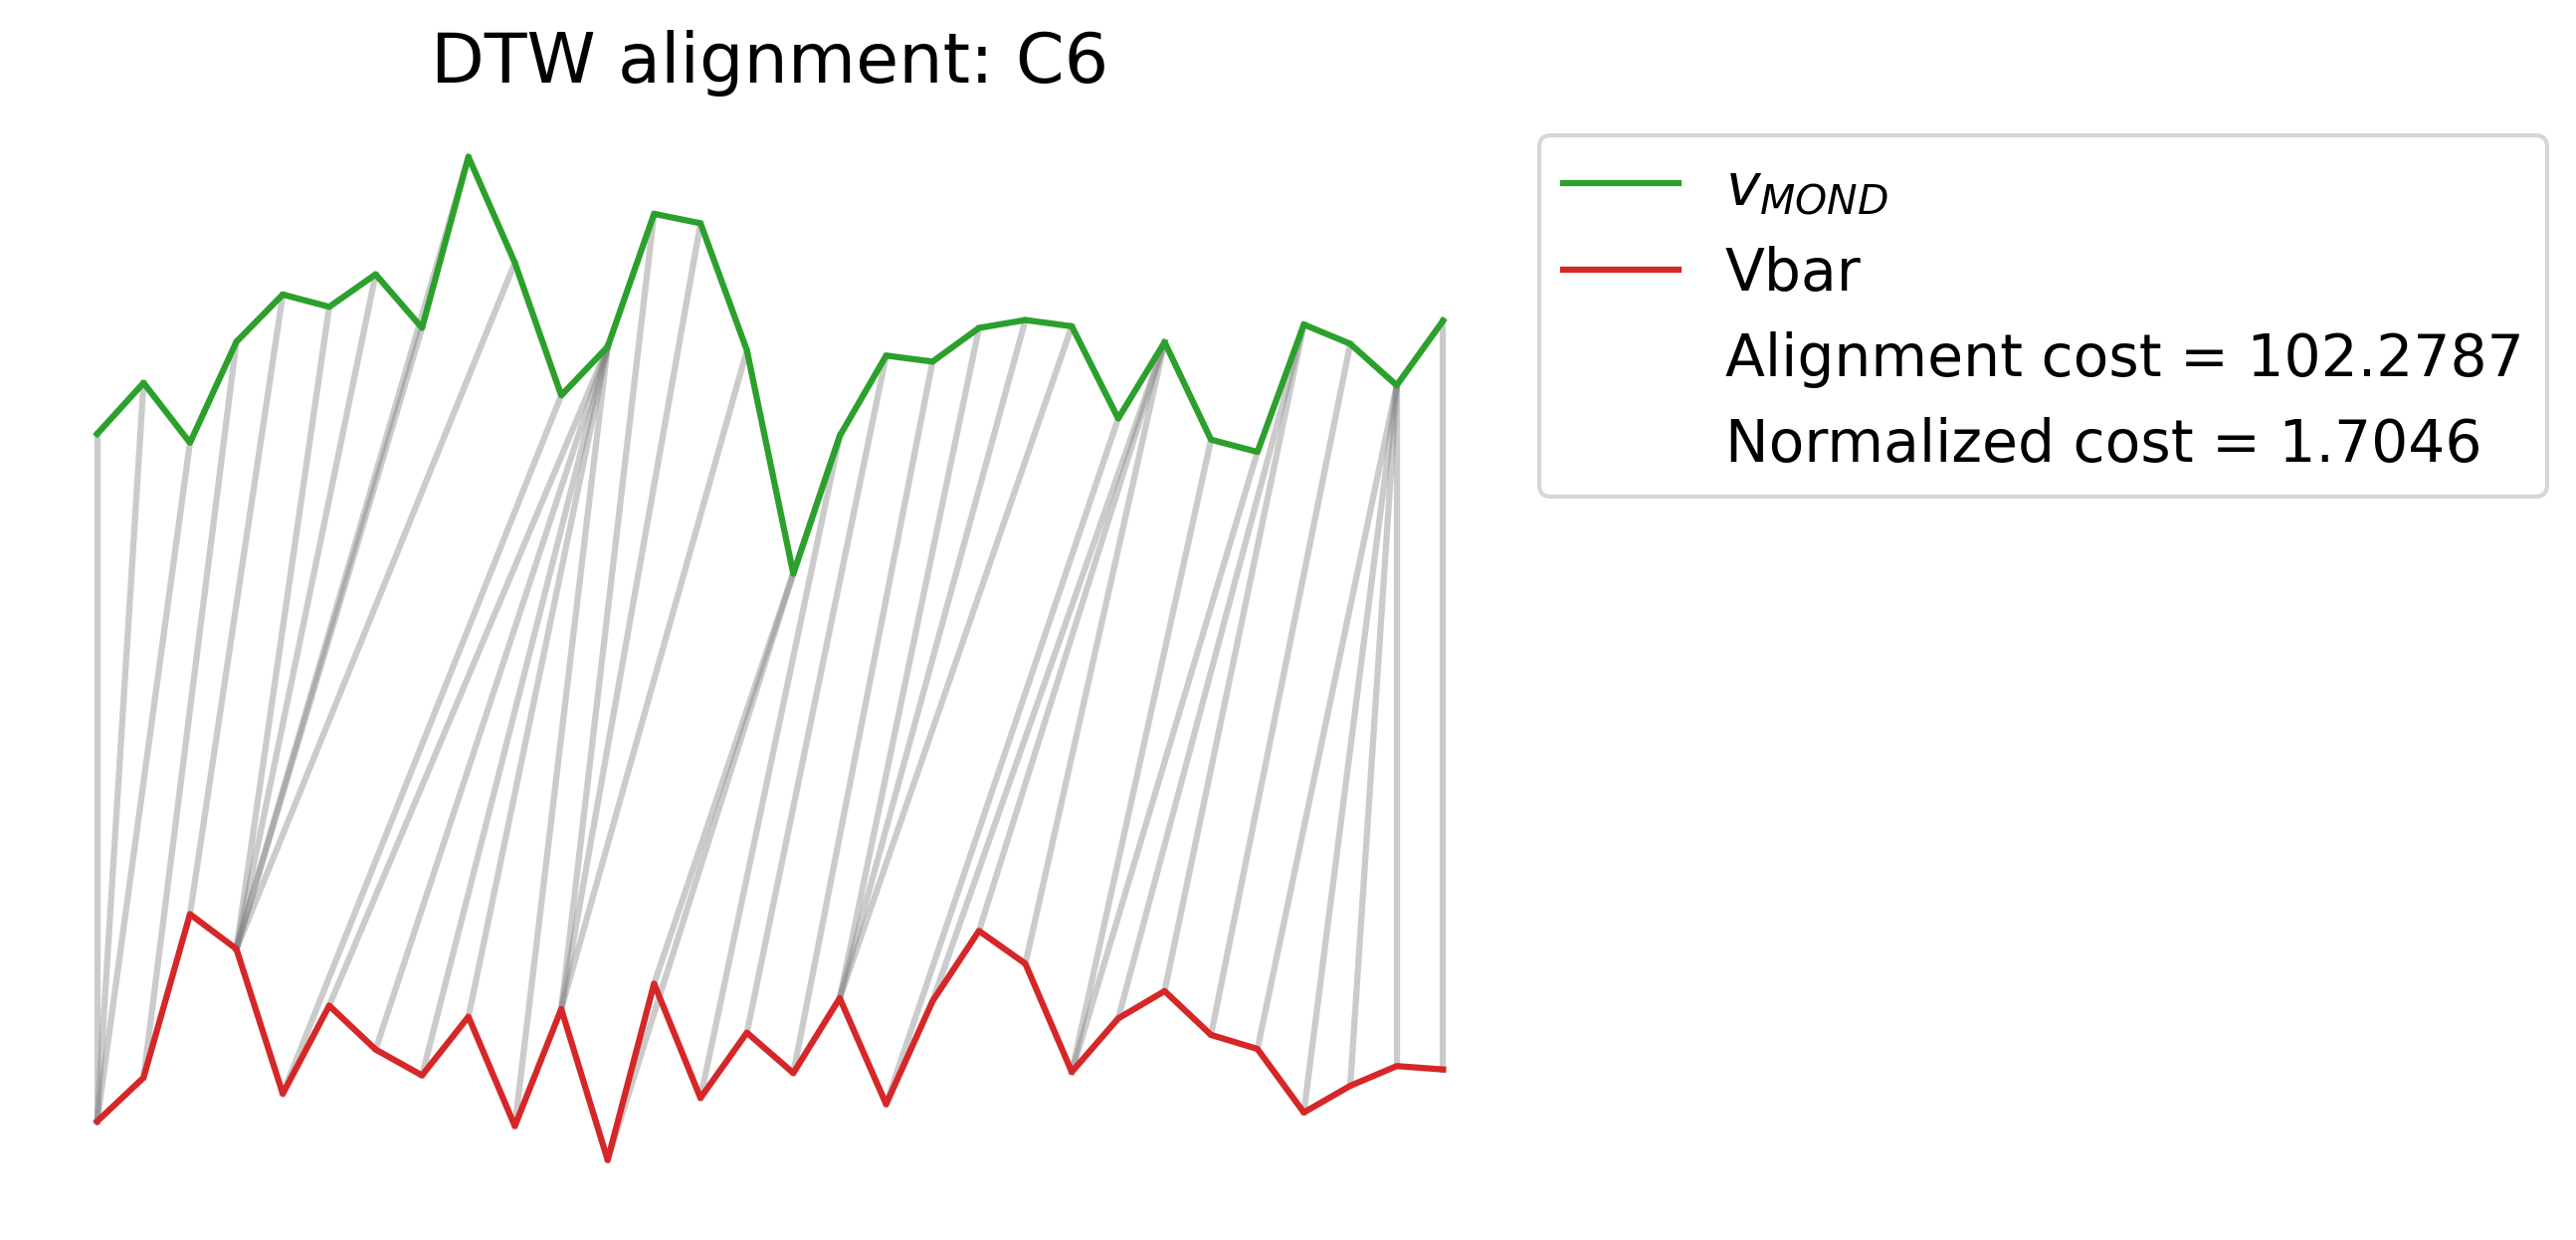 DTW alignment: C6
v_MOND
Vbar
Alignment cost = 102.2787
Normalized cost = 1.7046